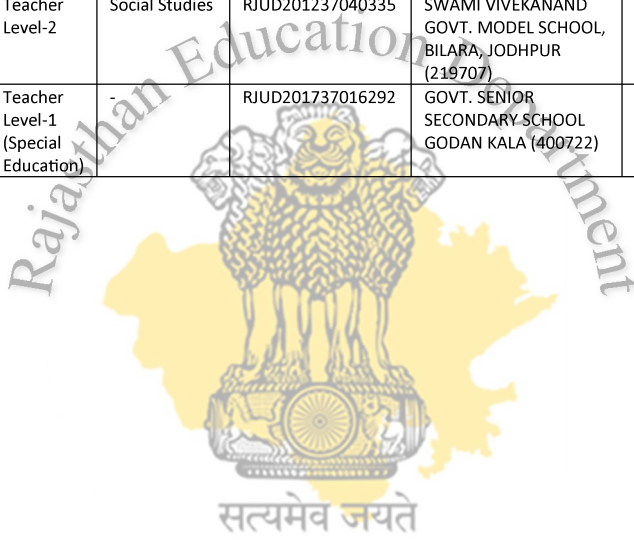 Teacher
Level-2
Social Studies
RJUD201237040335
SWAMI VIVEKANAND
GOVT. MODEL SCHOOL,
BILARA, JODHPUR
(219707)
Teacher
Level-1
(Special
Education)
-
RJUD201737016292
GOVT. SENIOR
SECONDARY SCHOOL
GODAN KALA (400722)
Rajasthan Education Department
सत्यमेव जयते